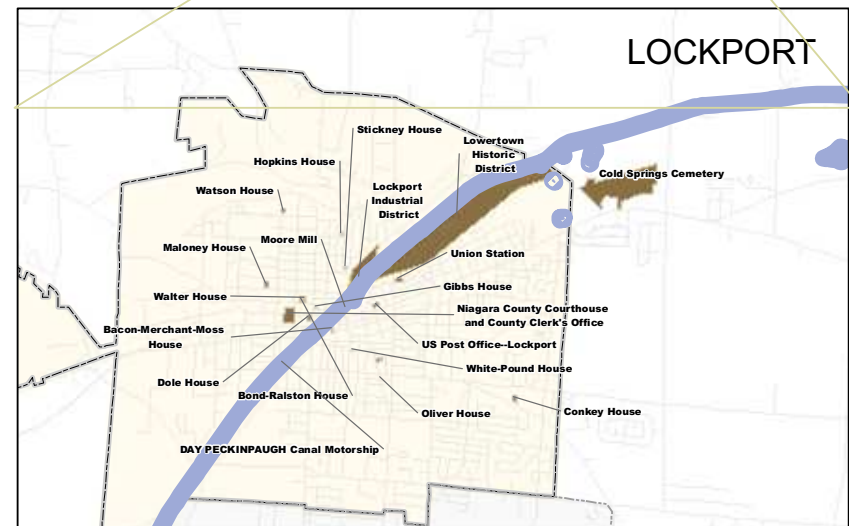 LOCKPORT
Stickney House
Lowertown
Historic
District
Hopkins House
Cold Springs Cemetery
Watson House
Lockport
Industrial
District
Moore Mill
Maloney House
Union Station
Gibbs House
Walter House
Niagara County Courthouse
and County Clerk's Office
Bacon-Merchant-Moss
House
US Post Office--Lockport
White-Pound House
Dole House
Bond-Ralston House
Oliver House
Conkey House
DAY PECKINPAUGH Canal Motorship